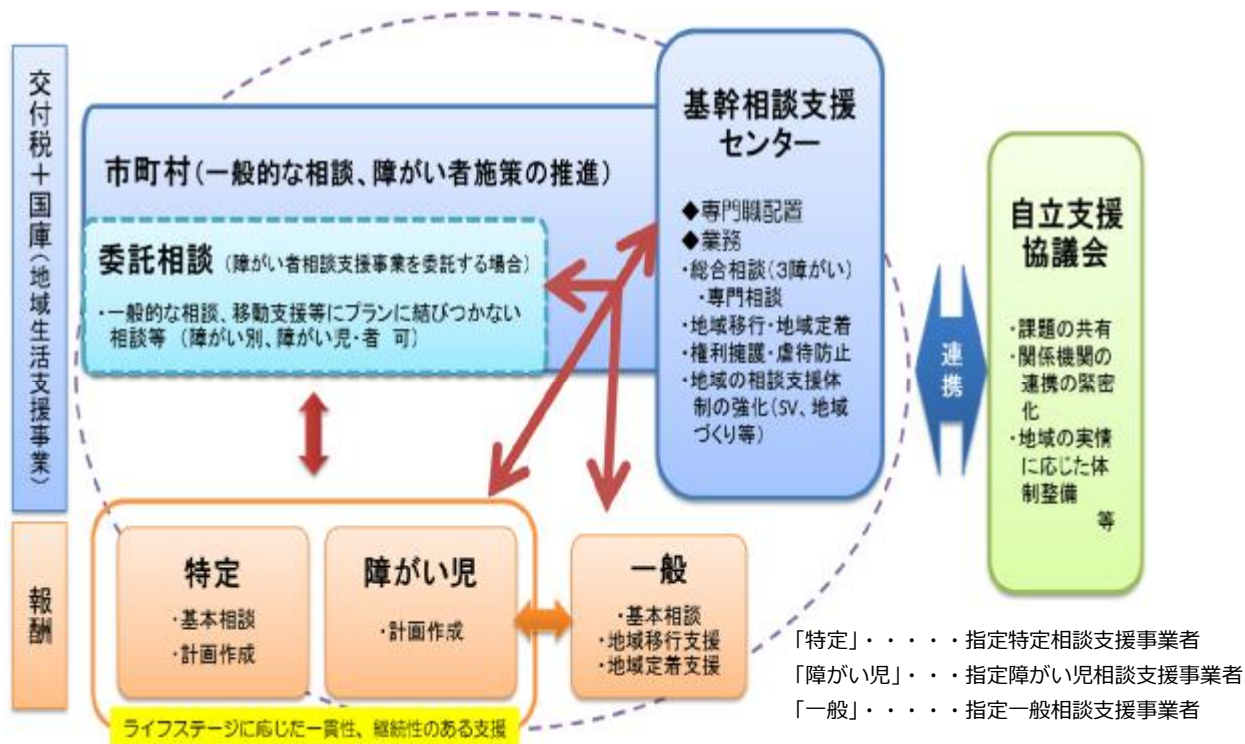 交付税＋国庫(地域生活支援事業)
市町村(一般的な相談、障がい者施策の推進)
委託相談 (障がい者相談支援事業を委託する場合)
・一般的な相談、移動支援等にプランに結びつかない
相談等 (障がい別、障がい児・者 可)
基幹相談支援
センター
◆専門職配置
◆業務
・総合相談(3障がい)
・専門相談
・地域移行・地域定着
・権利擁護・虐待防止
・地域の相談支援体
制の強化(SV、地域
づくり等)
連携
自立支援
協議会
・課題の共有
・関係機関の
連携の緊密
化
・地域の実情
に応じた体
制整備
等
報酬
特定
・基本相談
・計画作成
障がい児
・計画作成
一般
・基本相談
・地域移行支援
・地域定着支援
ライフステージに応じた一貫性、継続性のある支援
「特定」・・・・・指定特定相談支援事業者
「障がい児」・・・指定障がい児相談支援事業者
「一般」・・・・・指定一般相談支援事業者